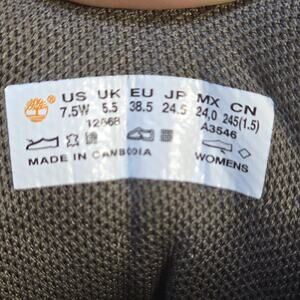 US UK EU JP MX CN
7.5W 5.5 38.5 24.5 24,0 245(1.5)
12668 A3546
MADE IN CAMBODIA WOMENS